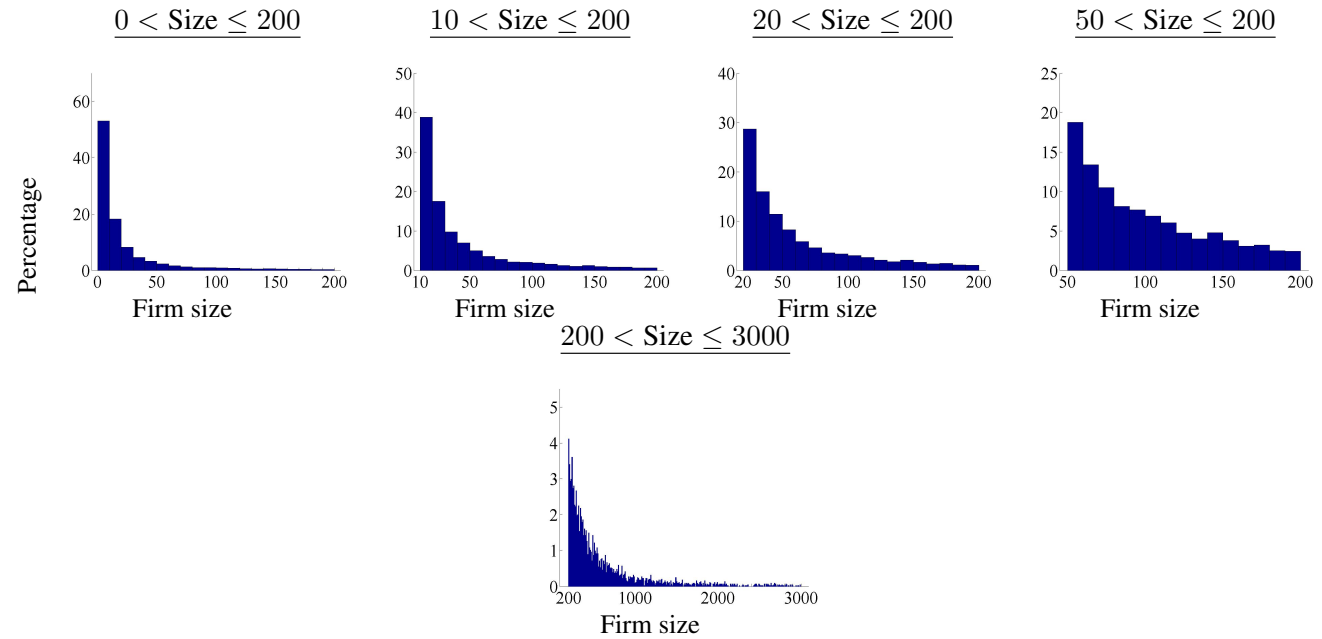 0 < Size ≤ 200
10 < Size ≤ 200
20 < Size ≤ 200
50 < Size ≤ 200
Percentage
60
40
20
0
0 50 100 150 200
Firm size
50
40
30
20
10
0
10 50 100 150 200
Firm size
40
30
20
10
0
20 50 100 150 200
Firm size
25
20
15
10
5
0
50 100 150 200
Firm size
200 < Size ≤ 3000
5
4
3
2
1
0
200 1000 2000 3000
Firm size